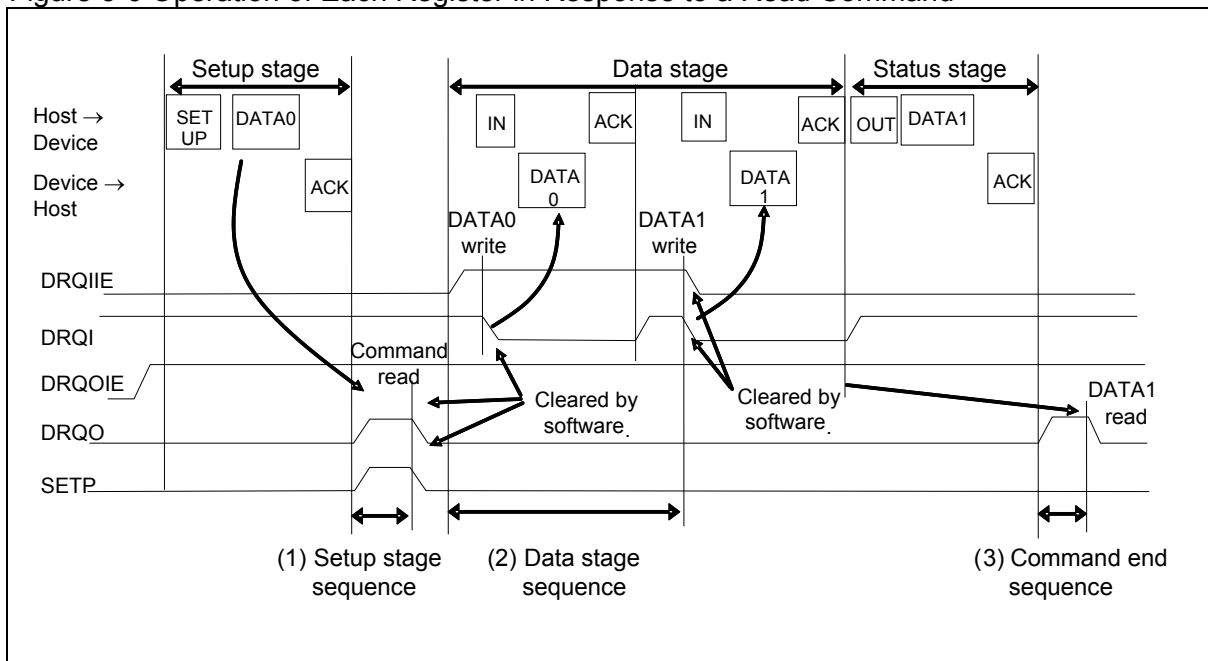 Figure 3-6 Operation of Each Register in Response to a Read Command
Setup stage
Data stage
Status stage
Host →
Device
SET
UP
DATA0
IN
ACK
IN
ACK
OUT
DATA1
Device →
Host
ACK
DATA
0
DATA
1
ACK
DATA0
write
DATA1
write
DRQIIE
DRQI
Command
read
DRQOIE
Cleared by
software.
Cleared by
software.
DATA1
read
DRQO
SETP
(1) Setup stage
sequence
(2) Data stage
sequence
(3) Command end
sequence